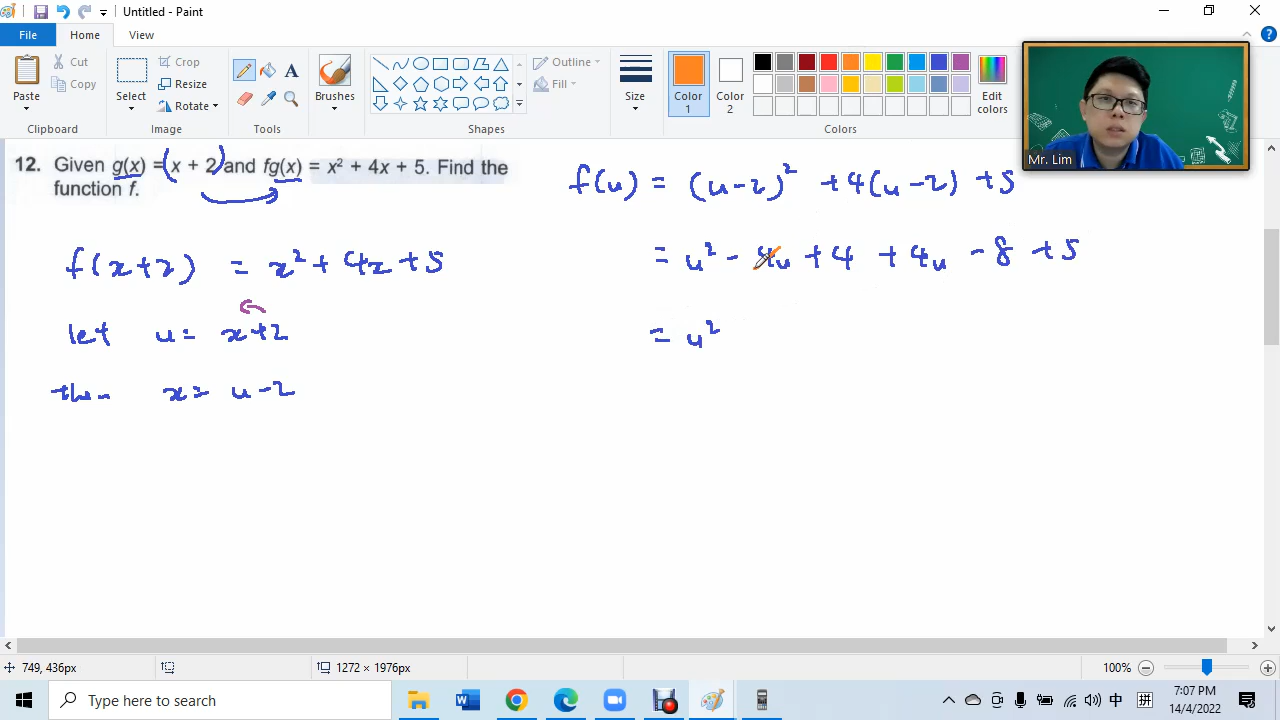 Untitled - Paint
File Home View
Paste Cut Copy Clipboard
Select Crop Resize Rotate Image
Tools
Brushes
Outline Fill Shapes
Size
Color 1 Color 2 Edit colors Colors
Mr. Lim
12. Given g(x) = (x + 2) and fg(x) = x² + 4x + 5. Find the
function f.
f(x+2) = x² + 4x + 5
let u = x+2
then x = u - 2
f(u) = (u-2)² + 4(u-2) + 5
= u² - 4u + 4 + 4u - 8 + 5
= u²
749, 436px 1272 × 1976px 100%
Type here to search
中 拼 7:07 PM
14/4/2022